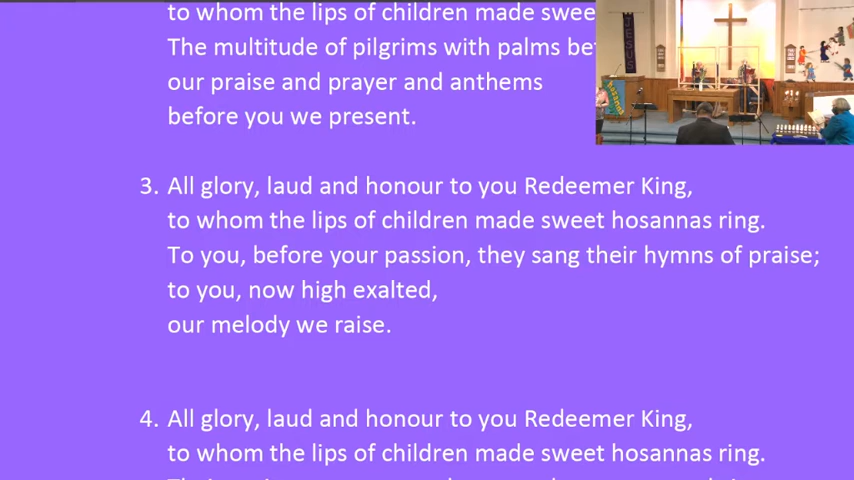 to whom the lips of children made swee
The multitude of pilgrims with palms be
our praise and prayer and anthems
before you we present.
3. All glory, laud and honour to you Redeemer King,
to whom the lips of children made sweet hosannas ring.
To you, before your passion, they sang their hymns of praise;
to you, now high exalted,
our melody we raise.
4. All glory, laud and honour to you Redeemer King,
to whom the lips of children made sweet hosannas ring.
JESUS